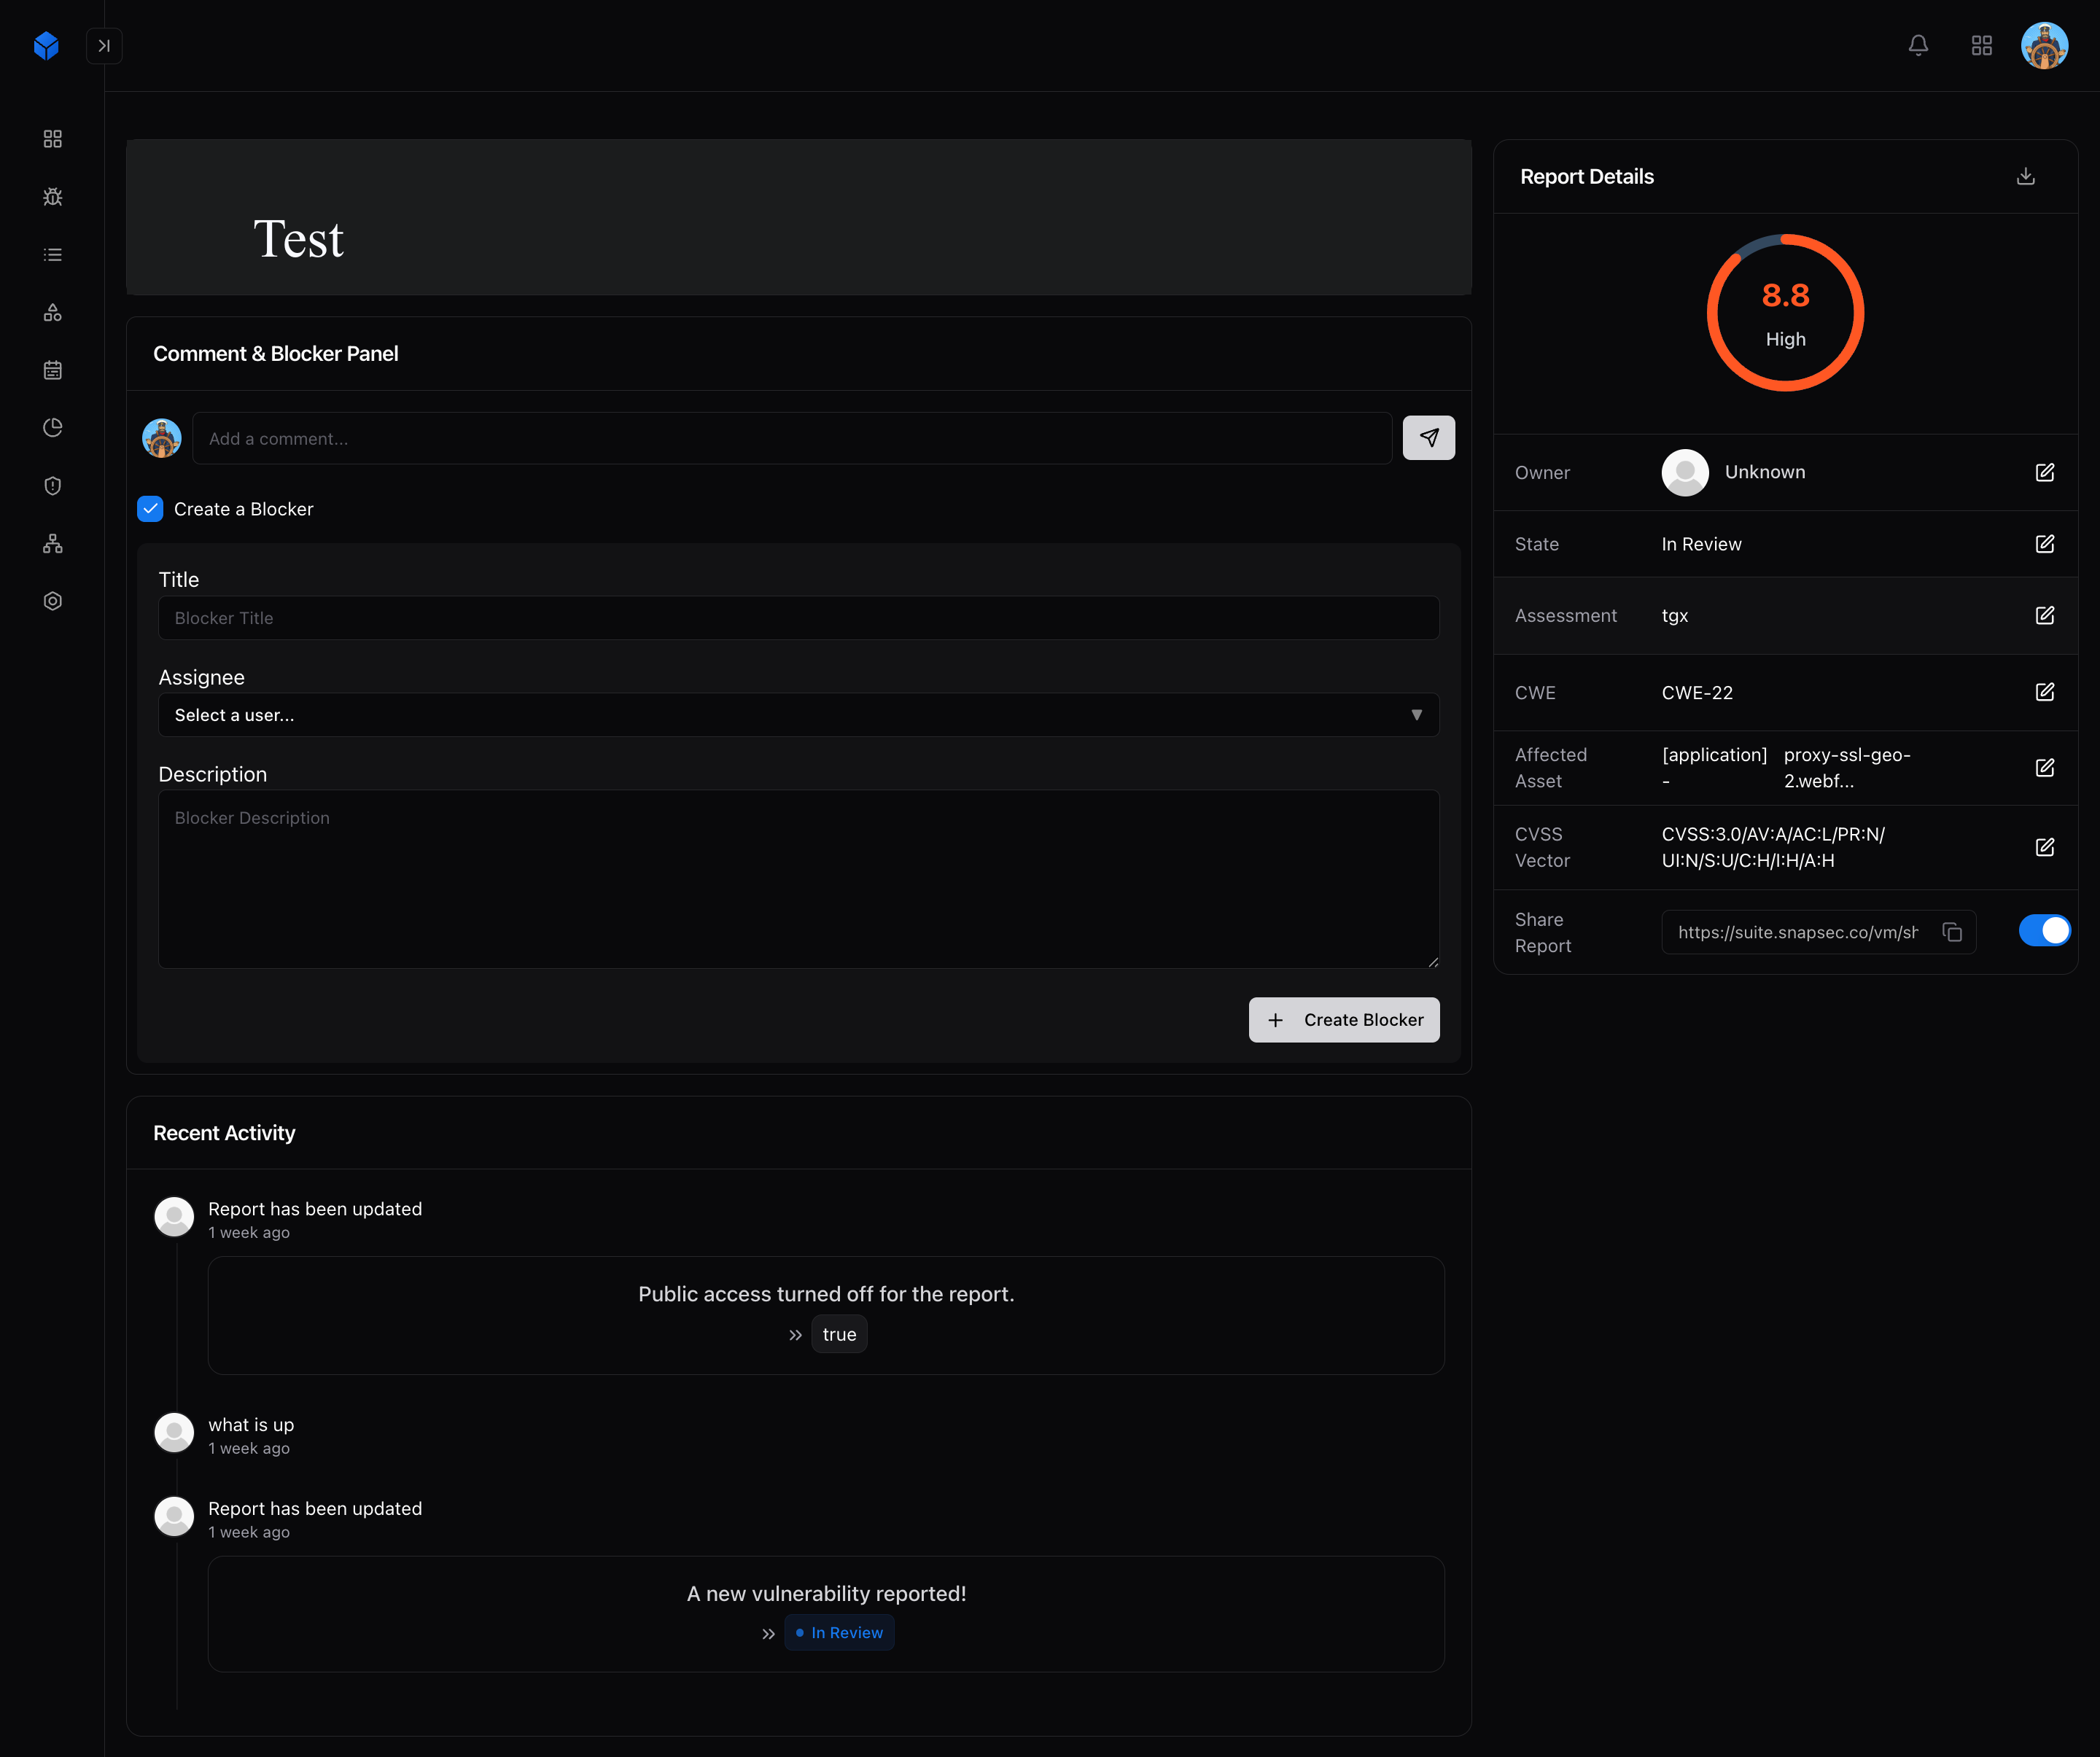 Test
Comment & Blocker Panel
Add a comment...
Create a Blocker
Title
Blocker Title
Assignee
Select a user...
Description
Blocker Description
Create Blocker
Recent Activity
Report has been updated
1 week ago
Public access turned off for the report.
true
what is up
1 week ago
Report has been updated
1 week ago
A new vulnerability reported!
In Review
Report Details
8.8
High
Owner
Unknown
State
In Review
Assessment
tgx
CWE
CWE-22
Affected
Asset
[application]
-
proxy-ssl-geo-
2.webf...
CVSS
Vector
CVSS:3.0/AV:A/AC:L/PR:N/
UI:N/S:U/C:H/I:H/A:H
Share
Report
https://suite.snapsec.co/vm/sh